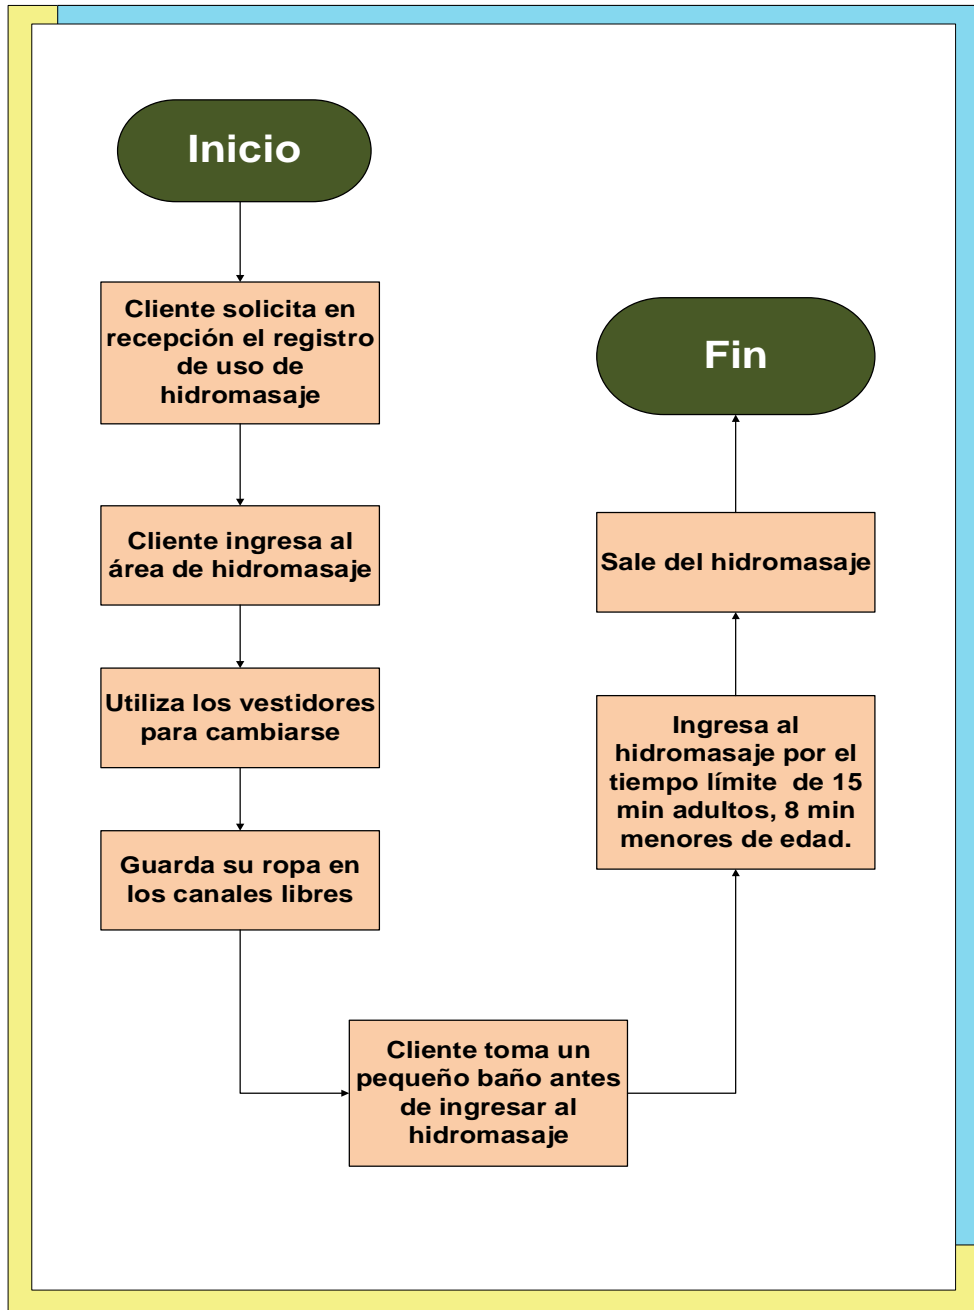 Inicio
Cliente solicita en
recepción el registro
de uso de
hidromasaje
Cliente ingresa al
área de hidromasaje
Utiliza los vestidores
para cambiarse
Guarda su ropa en
los canales libres
Cliente toma un
pequeño baño antes
de ingresar al
hidromasaje
Ingresa al
hidromasaje por el
tiempo límite  de 15
min adultos, 8 min
menores de edad.
Sale del hidromasaje
Fin